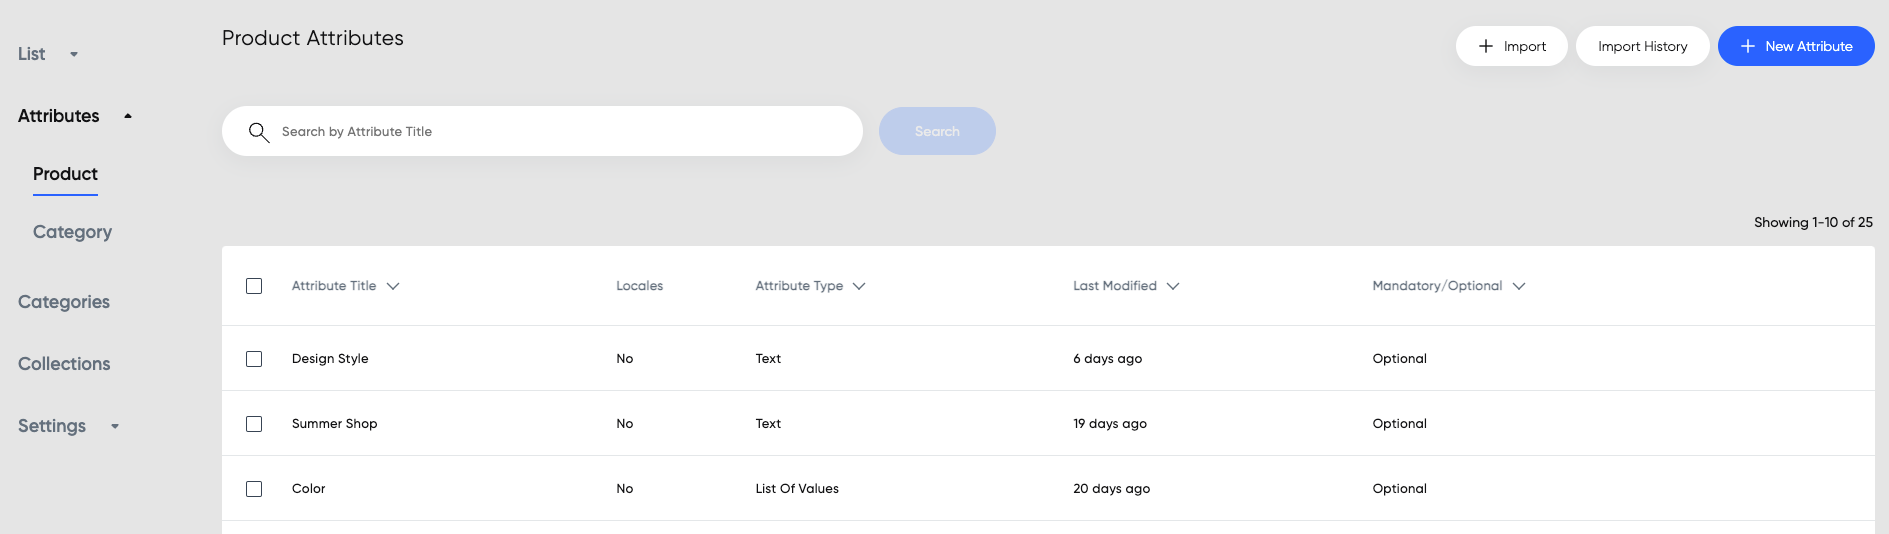 List
Attributes
Product
Category
Categories
Collections
Settings
Product Attributes
Import
Import History
New Attribute
Search by Attribute Title
Search
Showing 1-10 of 25
Attribute Title Locales Attribute Type Last Modified Mandatory/Optional
Design Style No Text 6 days ago Optional
Summer Shop No Text 19 days ago Optional
Color No List Of Values 20 days ago Optional